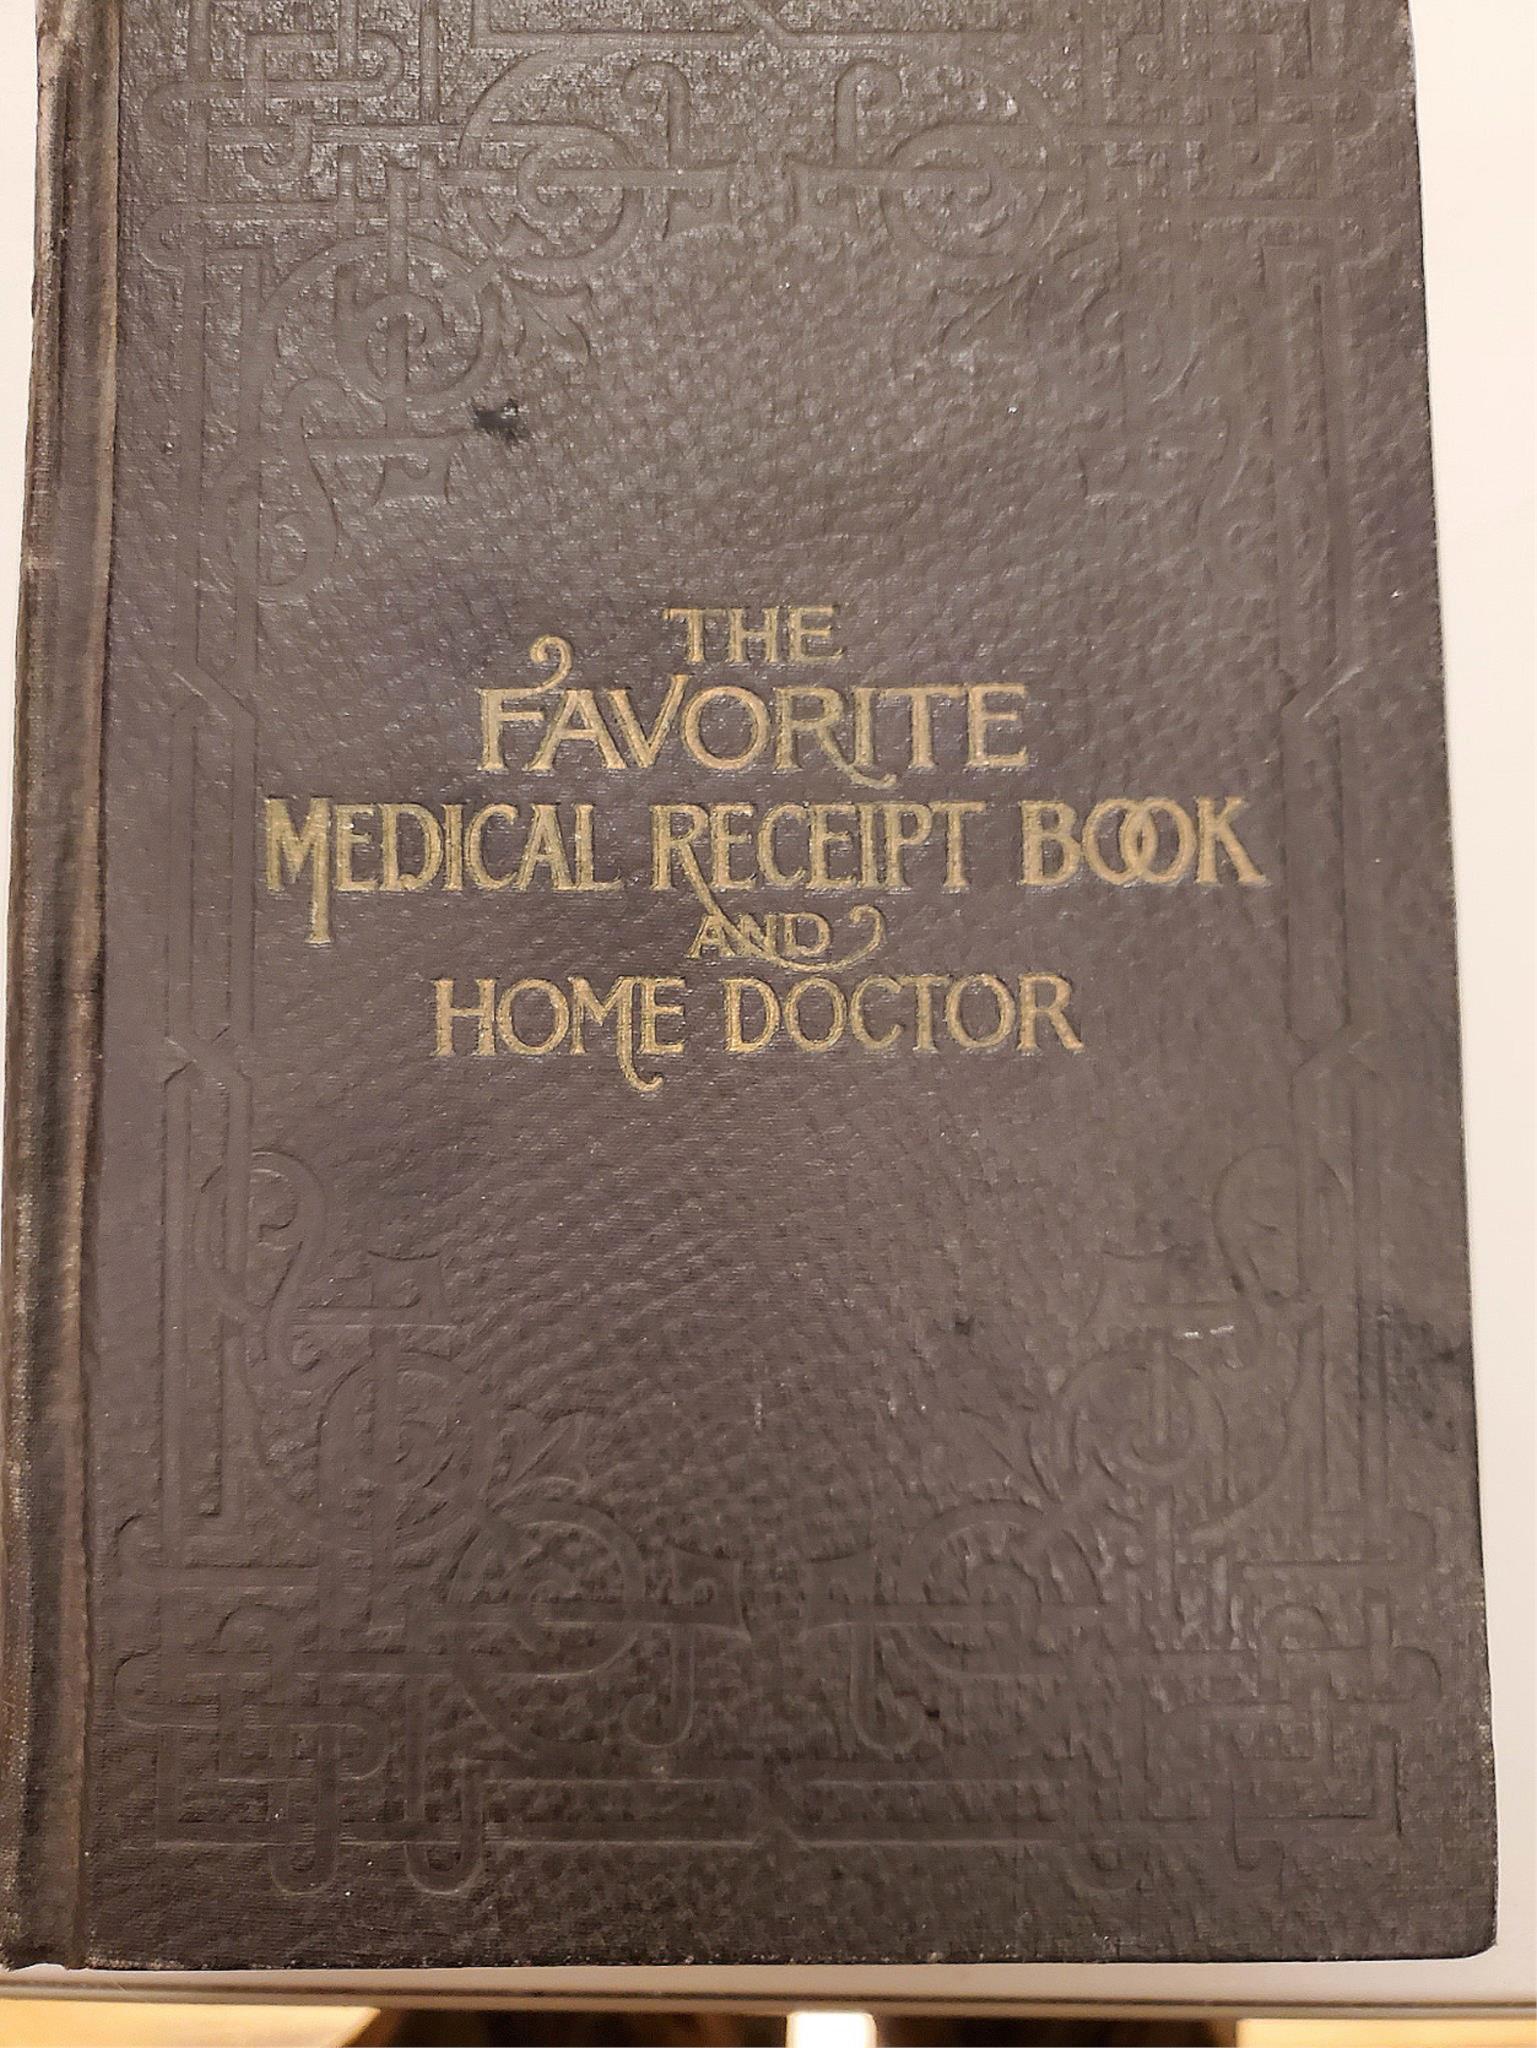 THE
FAVORITE
MEDICAL RECEIPT BOOK
AND
HOME DOCTOR